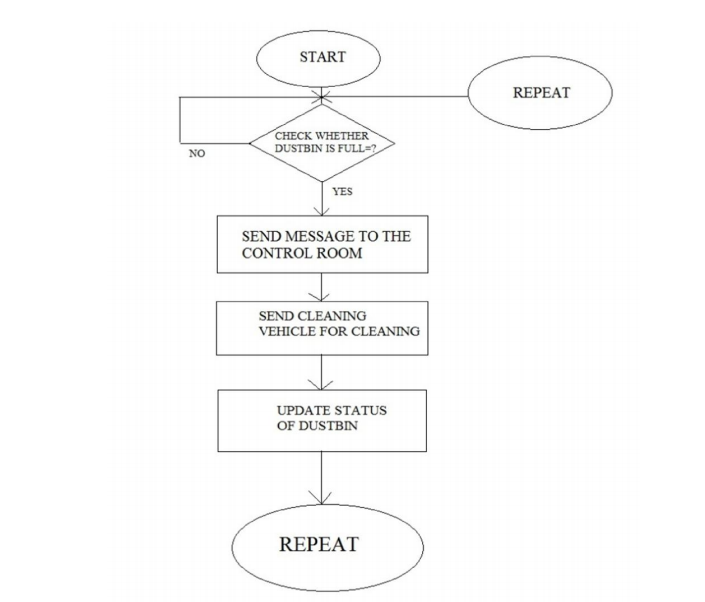 START
REPEAT
CHECK WHETHER
DUSTBIN IS FULL=?
NO
YES
SEND MESSAGE TO THE
CONTROL ROOM
SEND CLEANING
VEHICLE FOR CLEANING
UPDATE STATUS
OF DUSTBIN
REPEAT